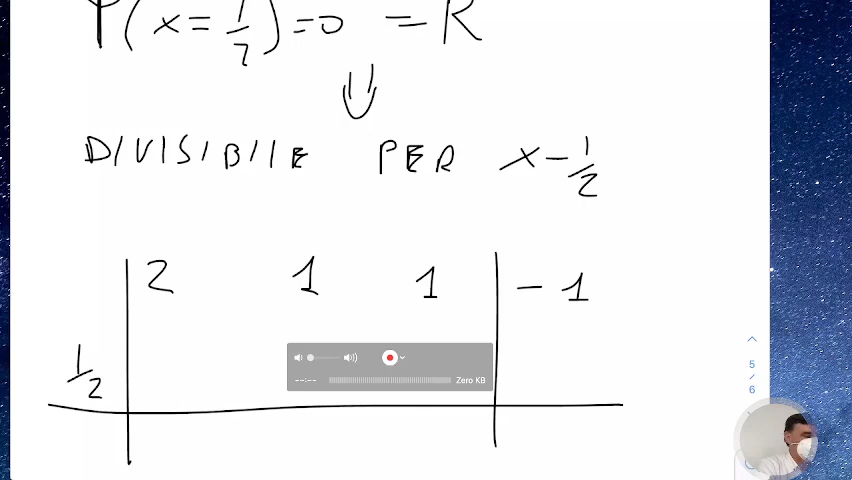 P(x = 1/2) = 0 = R
DIVISIBILE PER x - 1/2
2 1 1 - 1
1/2
--:-- Zero KB
5
/
6